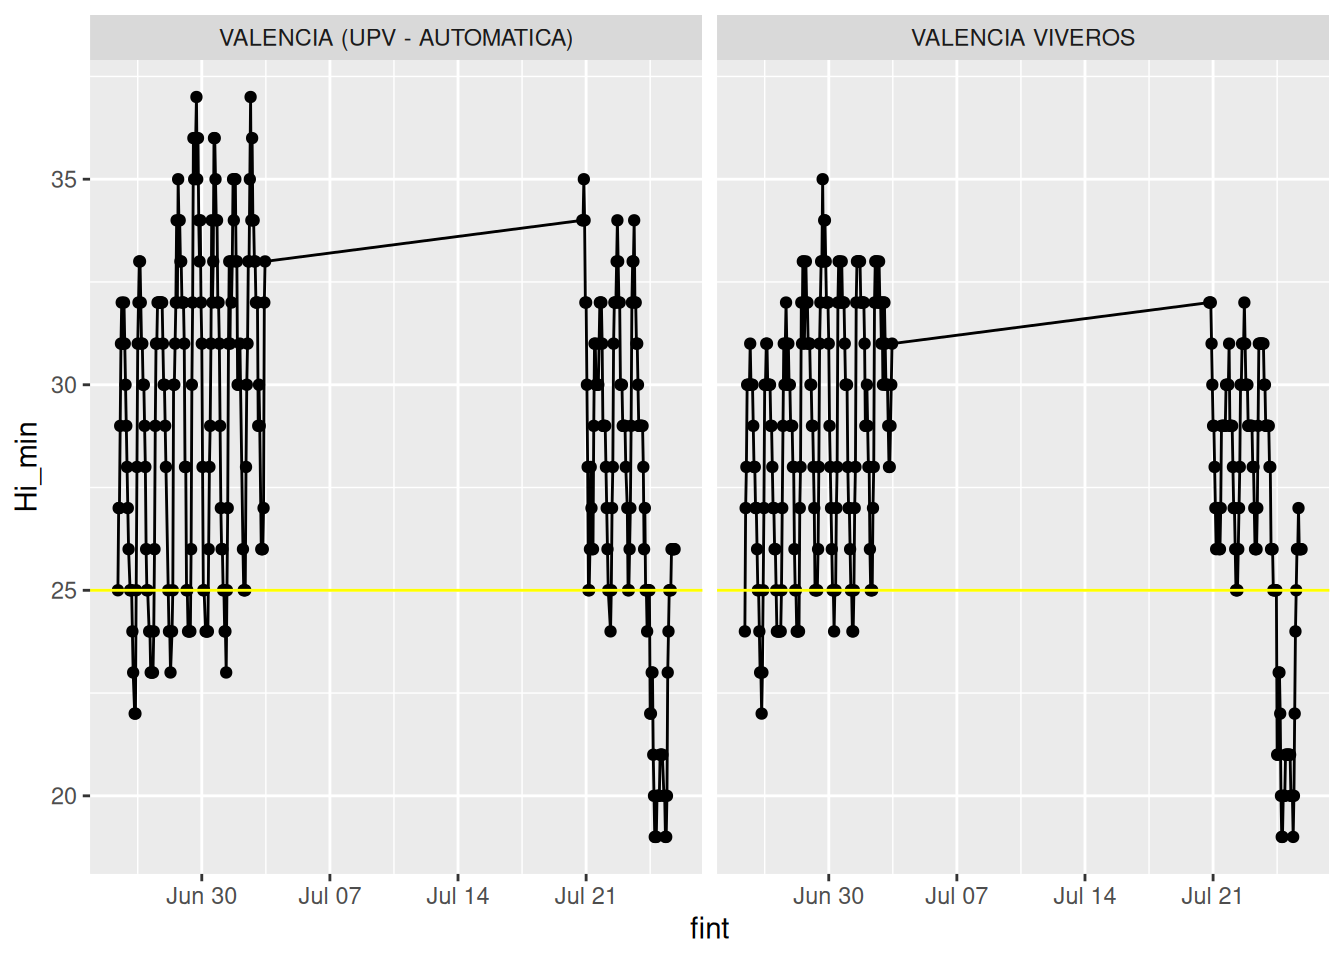 VALENCIA (UPV - AUTOMATICA)
VALENCIA VIVEROS
Hi_min
35
30
25
20
Jun 30
Jul 07
Jul 14
Jul 21
Jun 30
Jul 07
Jul 14
Jul 21
fint